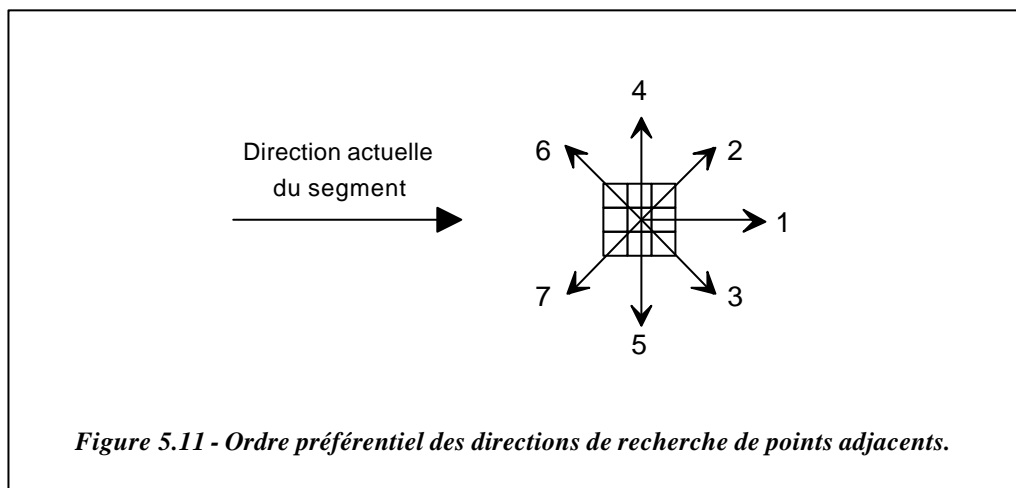 4
Direction actuelle
du segment
6
2
1
7
3
5
Figure 5.11 - Ordre préférentiel des directions de recherche de points adjacents.